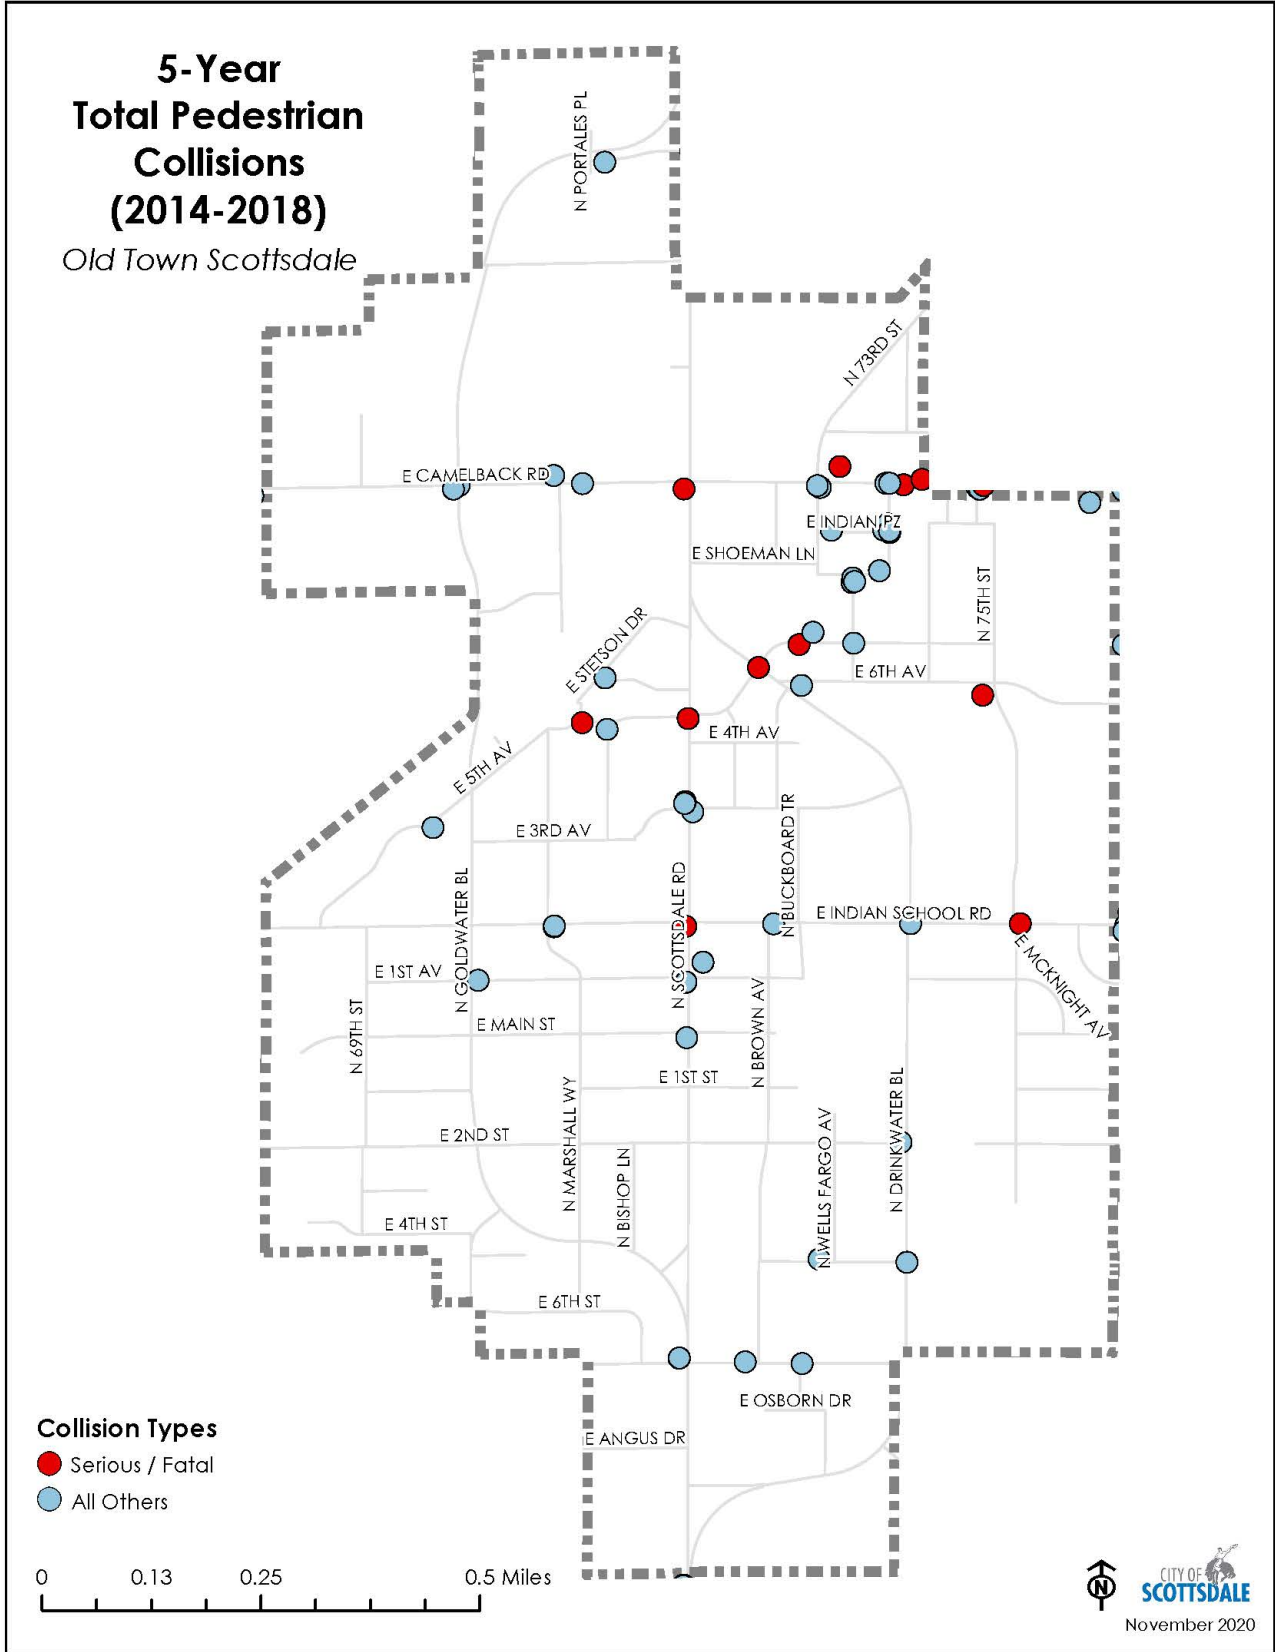 5-Year
Total Pedestrian
Collisions
(2014-2018)
Old Town Scottsdale
N PORTALES PL
N 73RD ST
E CAMELBACK RD
E INDIAN PZ
E SHOEMAN LN
N 75TH ST
E STETSON DR
E 6TH AV
E 4TH AV
E 5TH AV
E 3RD AV
N BUCKBOARD TR
N GOLDWATER BL
N SCOTTSDALE RD
E INDIAN SCHOOL RD
E MCKNIGHT AV
E 1ST AV
N 69TH ST
E MAIN ST
N BROWN AV
E 1ST ST
N MARSHALL WY
N DRINKWATER BL
E 2ND ST
N BISHOP LN
N WELLS FARGO AV
E 4TH ST
E 6TH ST
E OSBORN DR
E ANGUS DR
Collision Types
Serious / Fatal
All Others
0 0.13 0.25 0.5 Miles
N
CITY OF
SCOTTSDALE
November 2020